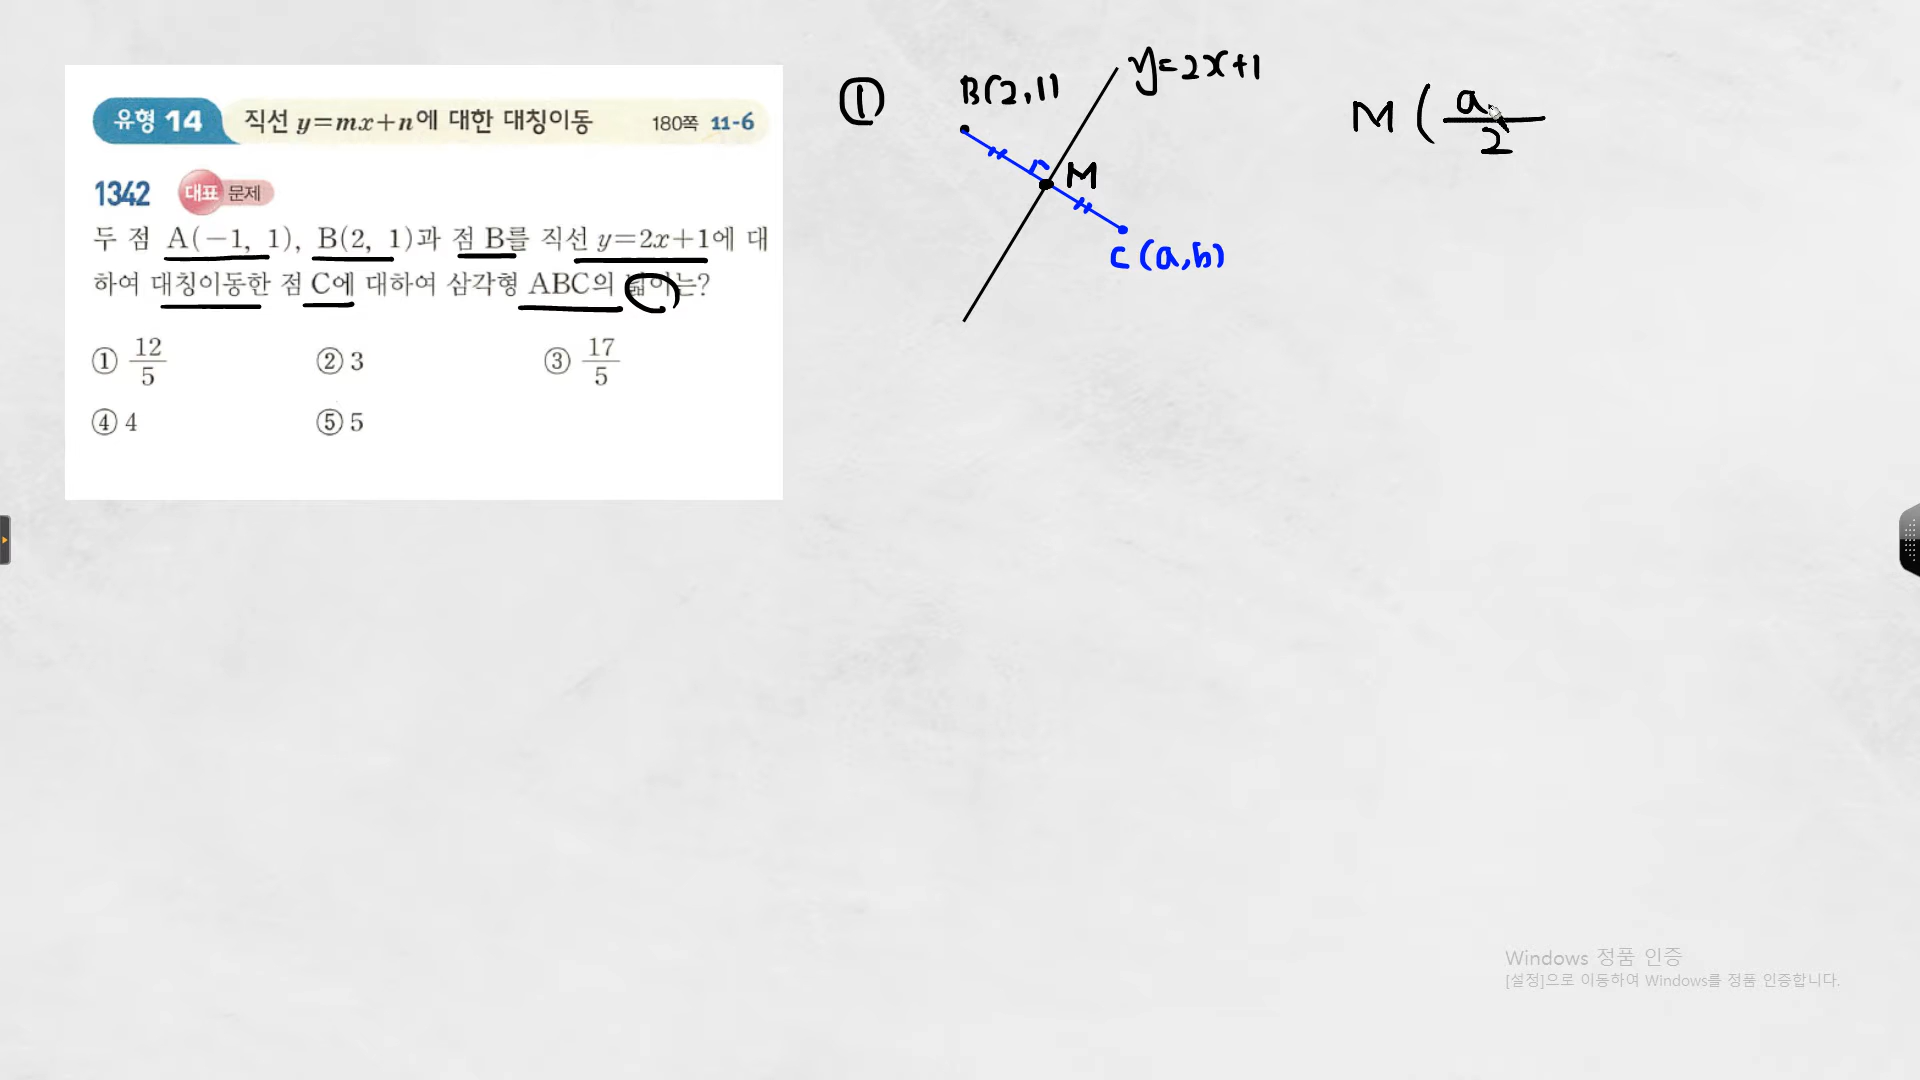 유형 14 직선 y=mx+n에 대한 대칭이동 180쪽 11-6
1342 대표 문제
두 점 A(−1, 1), B(2, 1)과 점 B를 직선 y=2x+1에 대
하여 대칭이동한 점 C에 대하여 삼각형 ABC의 넓이는?
① 12/5 ② 3 ③ 17/5
④ 4 ⑤ 5
①
B(2,1)
y=2x+1
M
C(a,b)
M ( a/2
Windows 정품 인증
[설정]으로 이동하여 Windows를 정품 인증합니다.